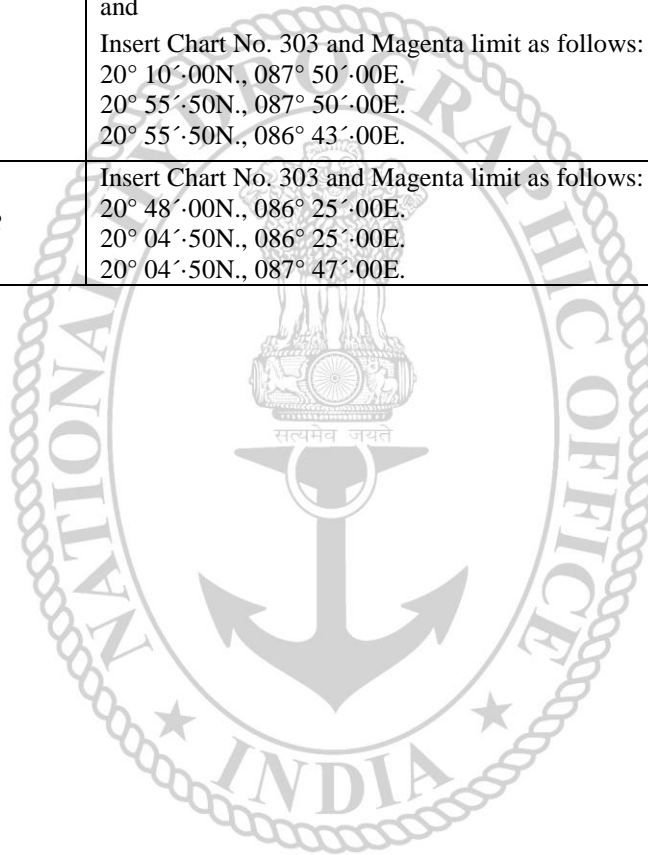 and
Insert Chart No. 303 and Magenta limit as follows:
20° 10´·00N., 087° 50´·00E.
20° 55´·50N., 087° 50´·00E.
20° 55´·50N., 086° 43´·00E.
Insert Chart No. 303 and Magenta limit as follows:
20° 48´·00N., 086° 25´·00E.
20° 04´·50N., 086° 25´·00E.
20° 04´·50N., 087° 47´·00E.
NATIONAL HYDROGRAPHIC OFFICE
सत्यमेव जयते
INDIA